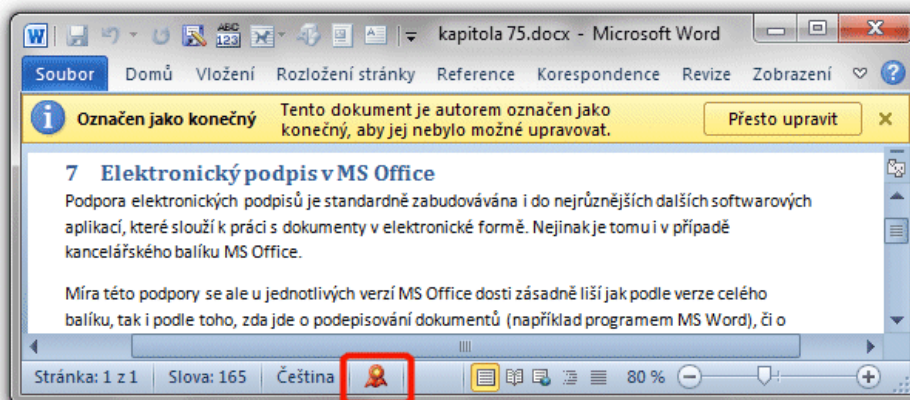 W ABC 123 kapitola 75.docx - Microsoft Word
Soubor Domů Vložení Rozložení stránky Reference Korespondence Revize Zobrazení
Označen jako konečný Tento dokument je autorem označen jako Přesto upravit
konečný, aby jej nebylo možné upravovat.
7 Elektronický podpis v MS Office
Podpora elektronických podpisů je standardně zabudovávána i do nejrůznějších dalších softwarových
aplikací, které slouží k práci s dokumenty v elektronické formě. Nejinak je tomu i v případě
kancelářského balíku MS Office.
Míra této podpory se ale u jednotlivých verzí MS Office dosti zásadně liší jak podle verze celého
balíku, tak i podle toho, zda jde o podepisování dokumentů (například programem MS Word), či o
Stránka: 1 z 1 Slova: 165 Čeština 80 %